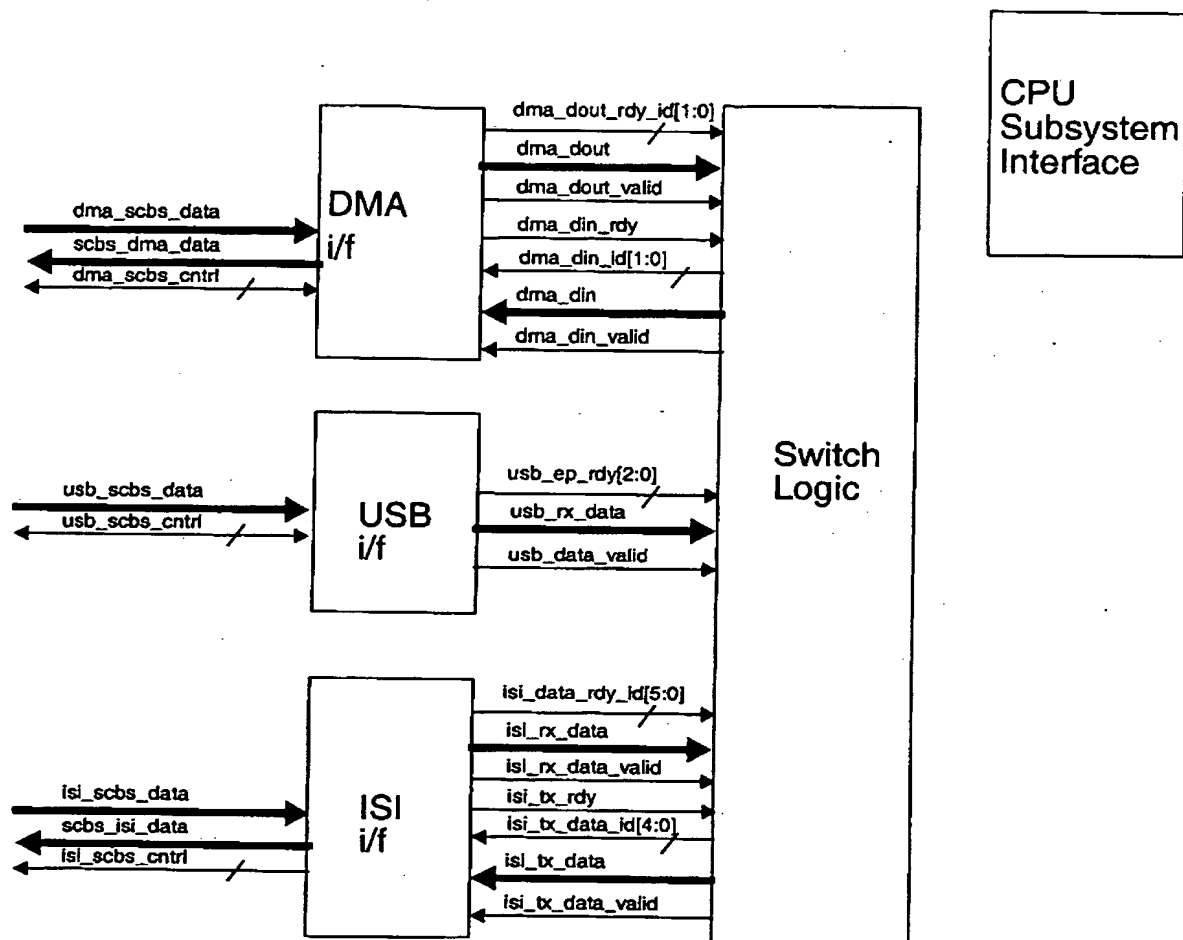 CPU
Subsystem
Interface
dma_dout_rdy_id[1:0]
dma_dout
dma_dout_valid
dma_din_rdy
dma_din_id[1:0]
dma_din
dma_din_valid
DMA
i/f
dma_scbs_data
scbs_dma_data
dma_scbs_cntrl
Switch
Logic
usb_ep_rdy[2:0]
usb_rx_data
usb_data_valid
USB
i/f
usb_scbs_data
usb_scbs_cntrl
isi_data_rdy_id[5:0]
isi_rx_data
isi_rx_data_valid
isi_tx_rdy
isi_tx_data_id[4:0]
isi_tx_data
isi_tx_data_valid
ISI
i/f
isi_scbs_data
scbs_isi_data
isi_scbs_cntrl